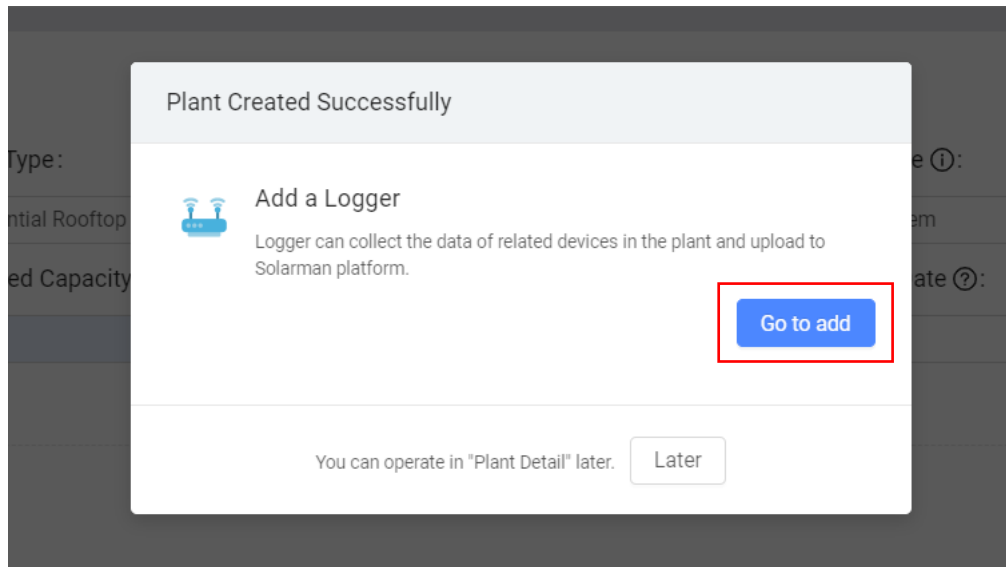 Plant Created Successfully
Type:
e ⓘ:
Add a Logger
ntial Rooftop
em
Logger can collect the data of related devices in the plant and upload to
Solarman platform.
ed Capacity
ate ?:
Go to add
You can operate in "Plant Detail" later.
Later